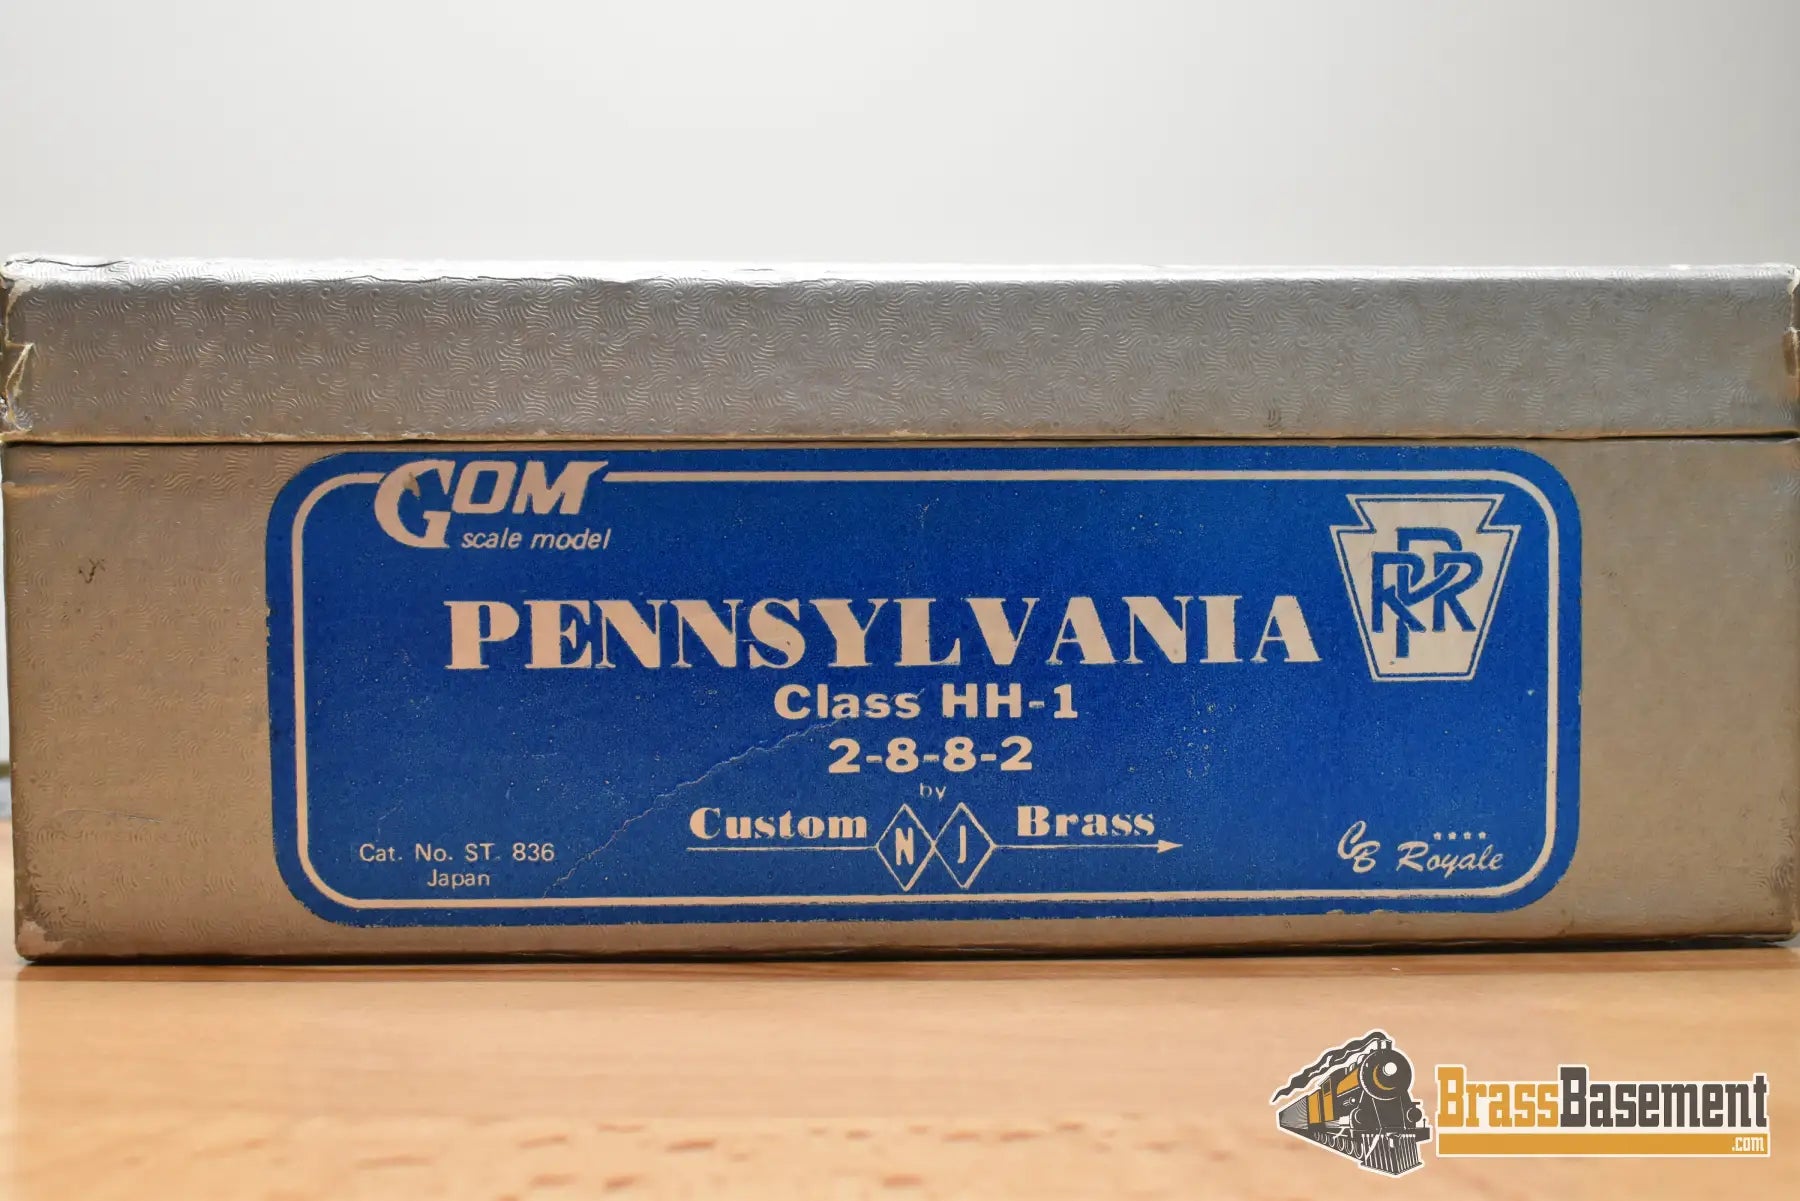 GOM
scale model
PRR
PENNSYLVANIA
Class HH-1
2-8-8-2
by
Custom NJ Brass
Cat. No. ST. 836
Japan
CB Royale
BrassBasement
.com